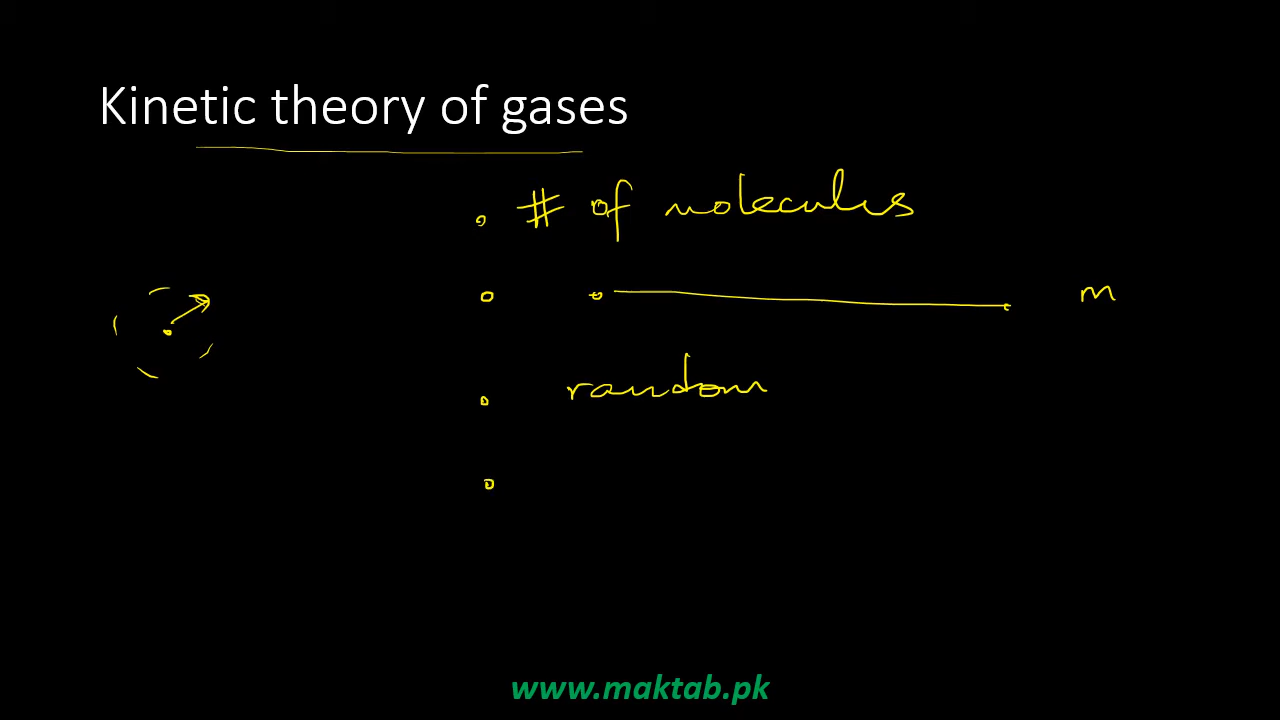 Kinetic theory of gases
# of molecules
m
random
www.maktab.pk